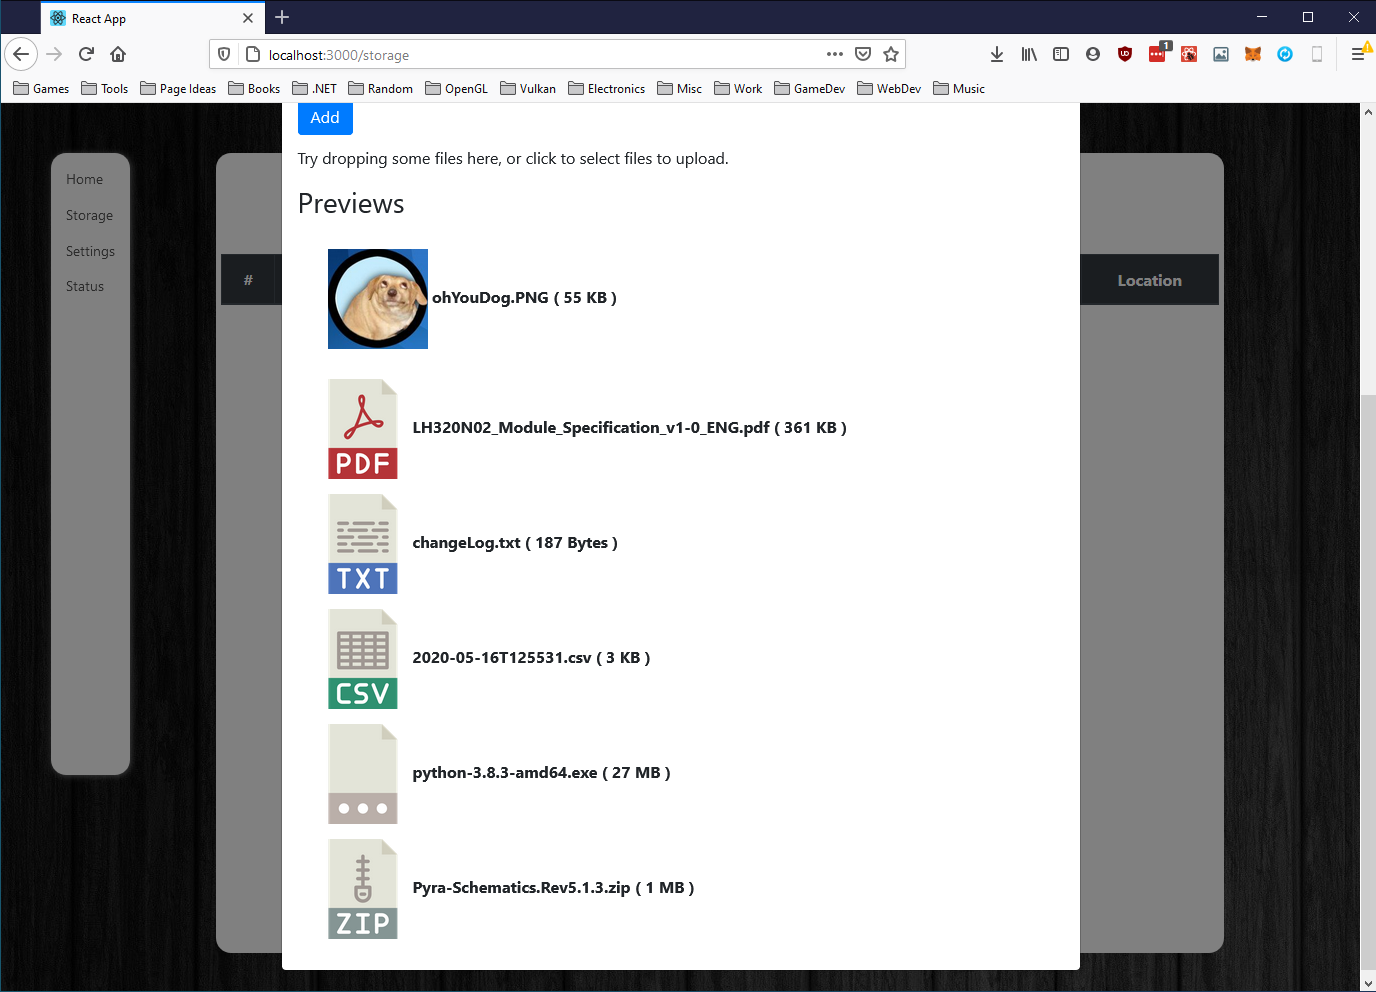 React App
localhost:3000/storage
1
Games Tools Page Ideas Books .NET Random OpenGL Vulkan Electronics Misc Work GameDev WebDev Music
Add
Try dropping some files here, or click to select files to upload.
Home
Storage
Settings
Status
Previews
# Location
ohYouDog.PNG ( 55 KB )
PDF LH320N02_Module_Specification_v1-0_ENG.pdf ( 361 KB )
TXT changeLog.txt ( 187 Bytes )
CSV 2020-05-16T125531.csv ( 3 KB )
python-3.8.3-amd64.exe ( 27 MB )
ZIP Pyra-Schematics.Rev5.1.3.zip ( 1 MB )